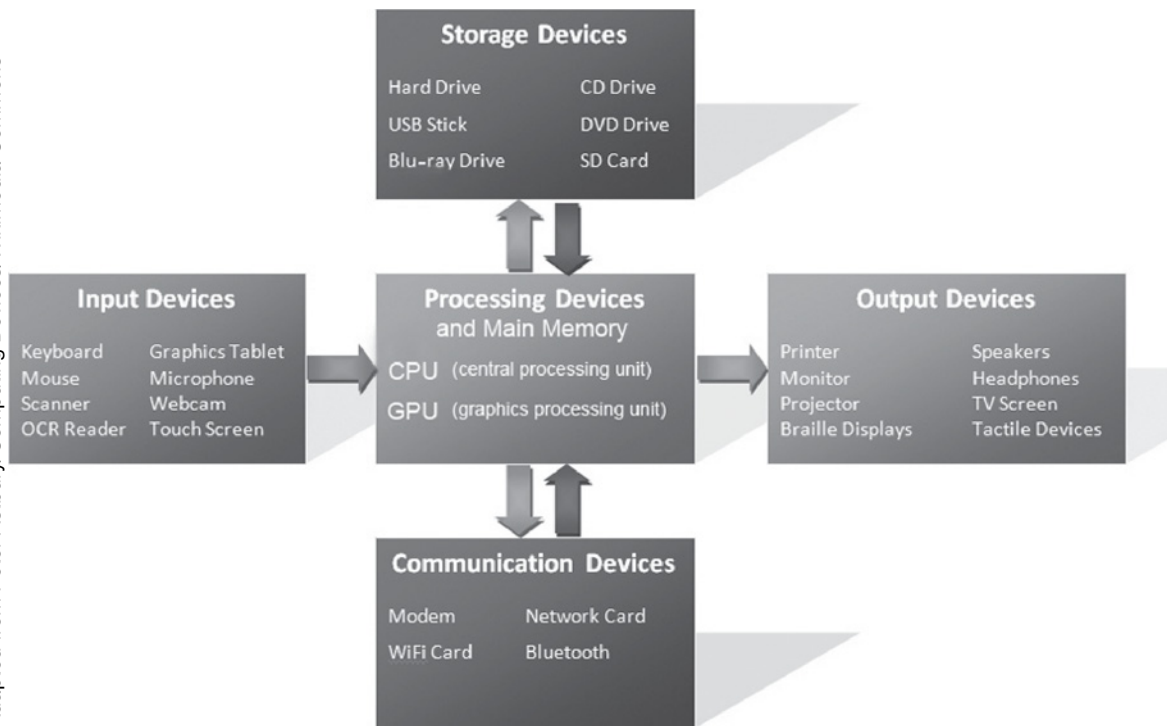 Storage Devices
Hard Drive CD Drive
USB Stick DVD Drive
Blu-ray Drive SD Card
Input Devices
Keyboard Graphics Tablet
Mouse Microphone
Scanner Webcam
OCR Reader Touch Screen
Processing Devices
and Main Memory
CPU (central processing unit)
GPU (graphics processing unit)
Output Devices
Printer Speakers
Monitor Headphones
Projector TV Screen
Braille Displays Tactile Devices
Communication Devices
Modem Network Card
WiFi Card Bluetooth